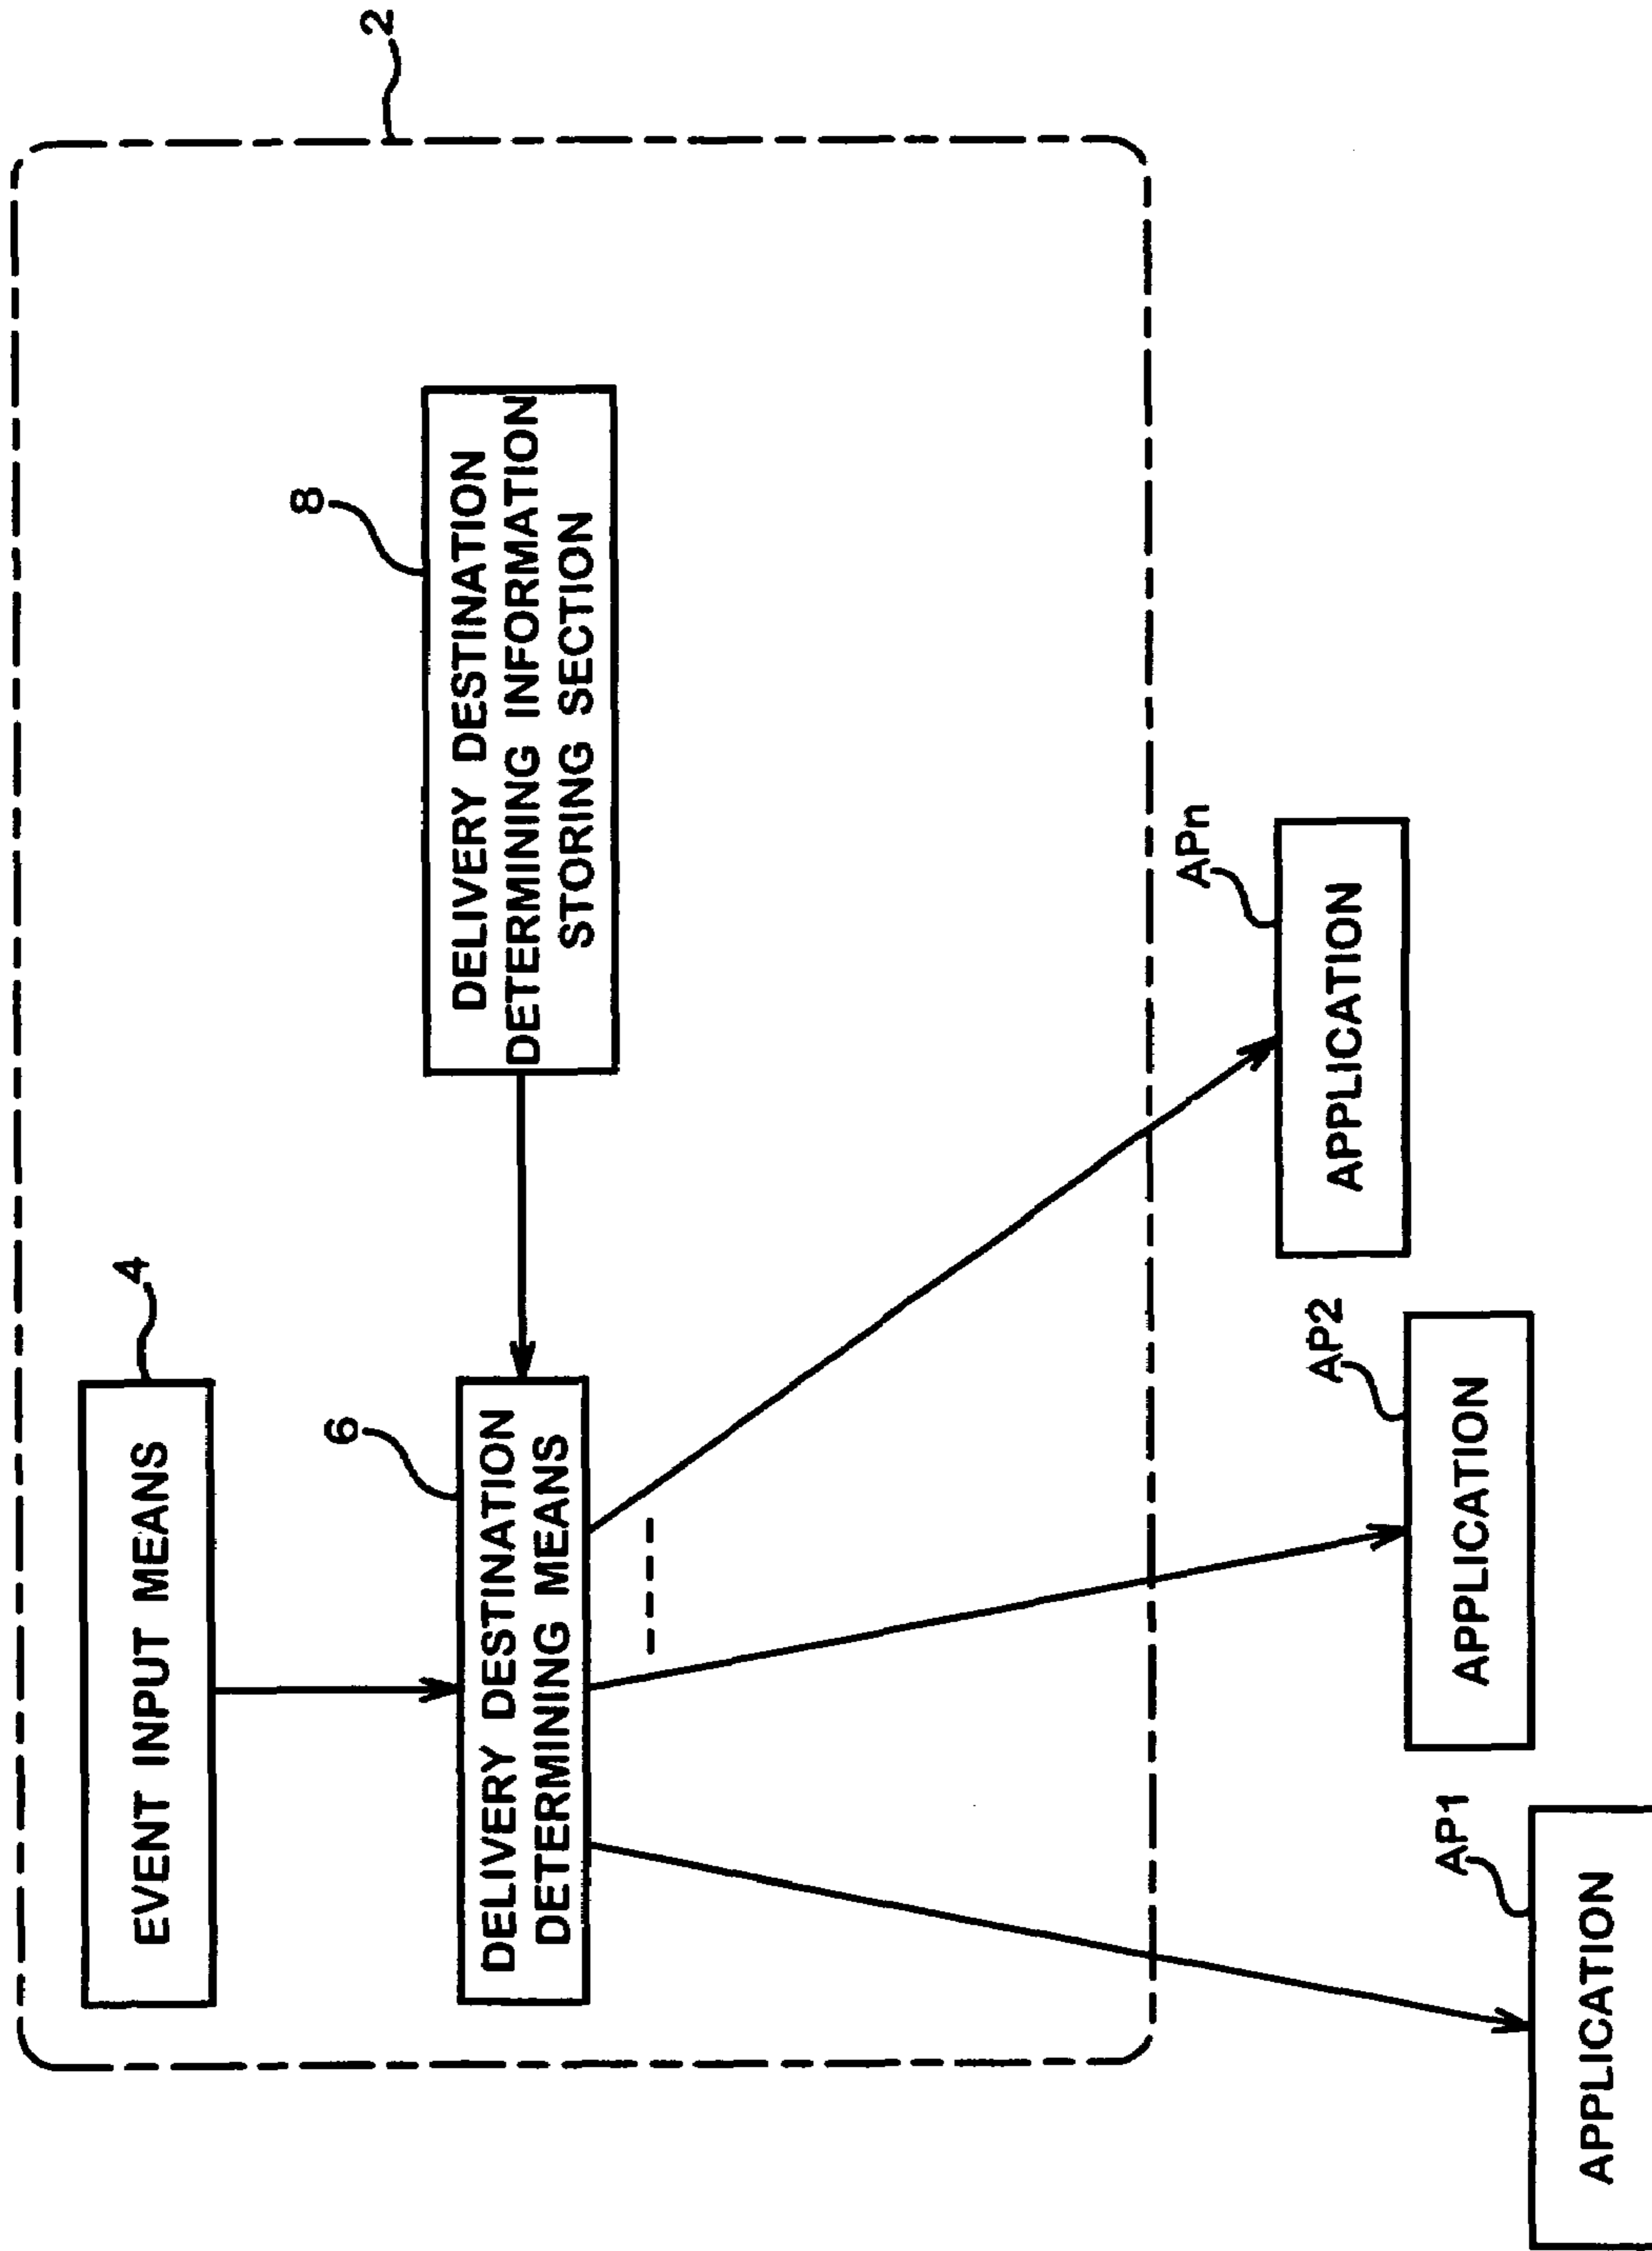 2
4
EVENT INPUT MEANS
6
DELIVERY DESTINATION
DETERMINING MEANS
8
DELIVERY DESTINATION
DETERMINING INFORMATION
STORING SECTION
AP1
APPLICATION
AP2
APPLICATION
APn
APPLICATION